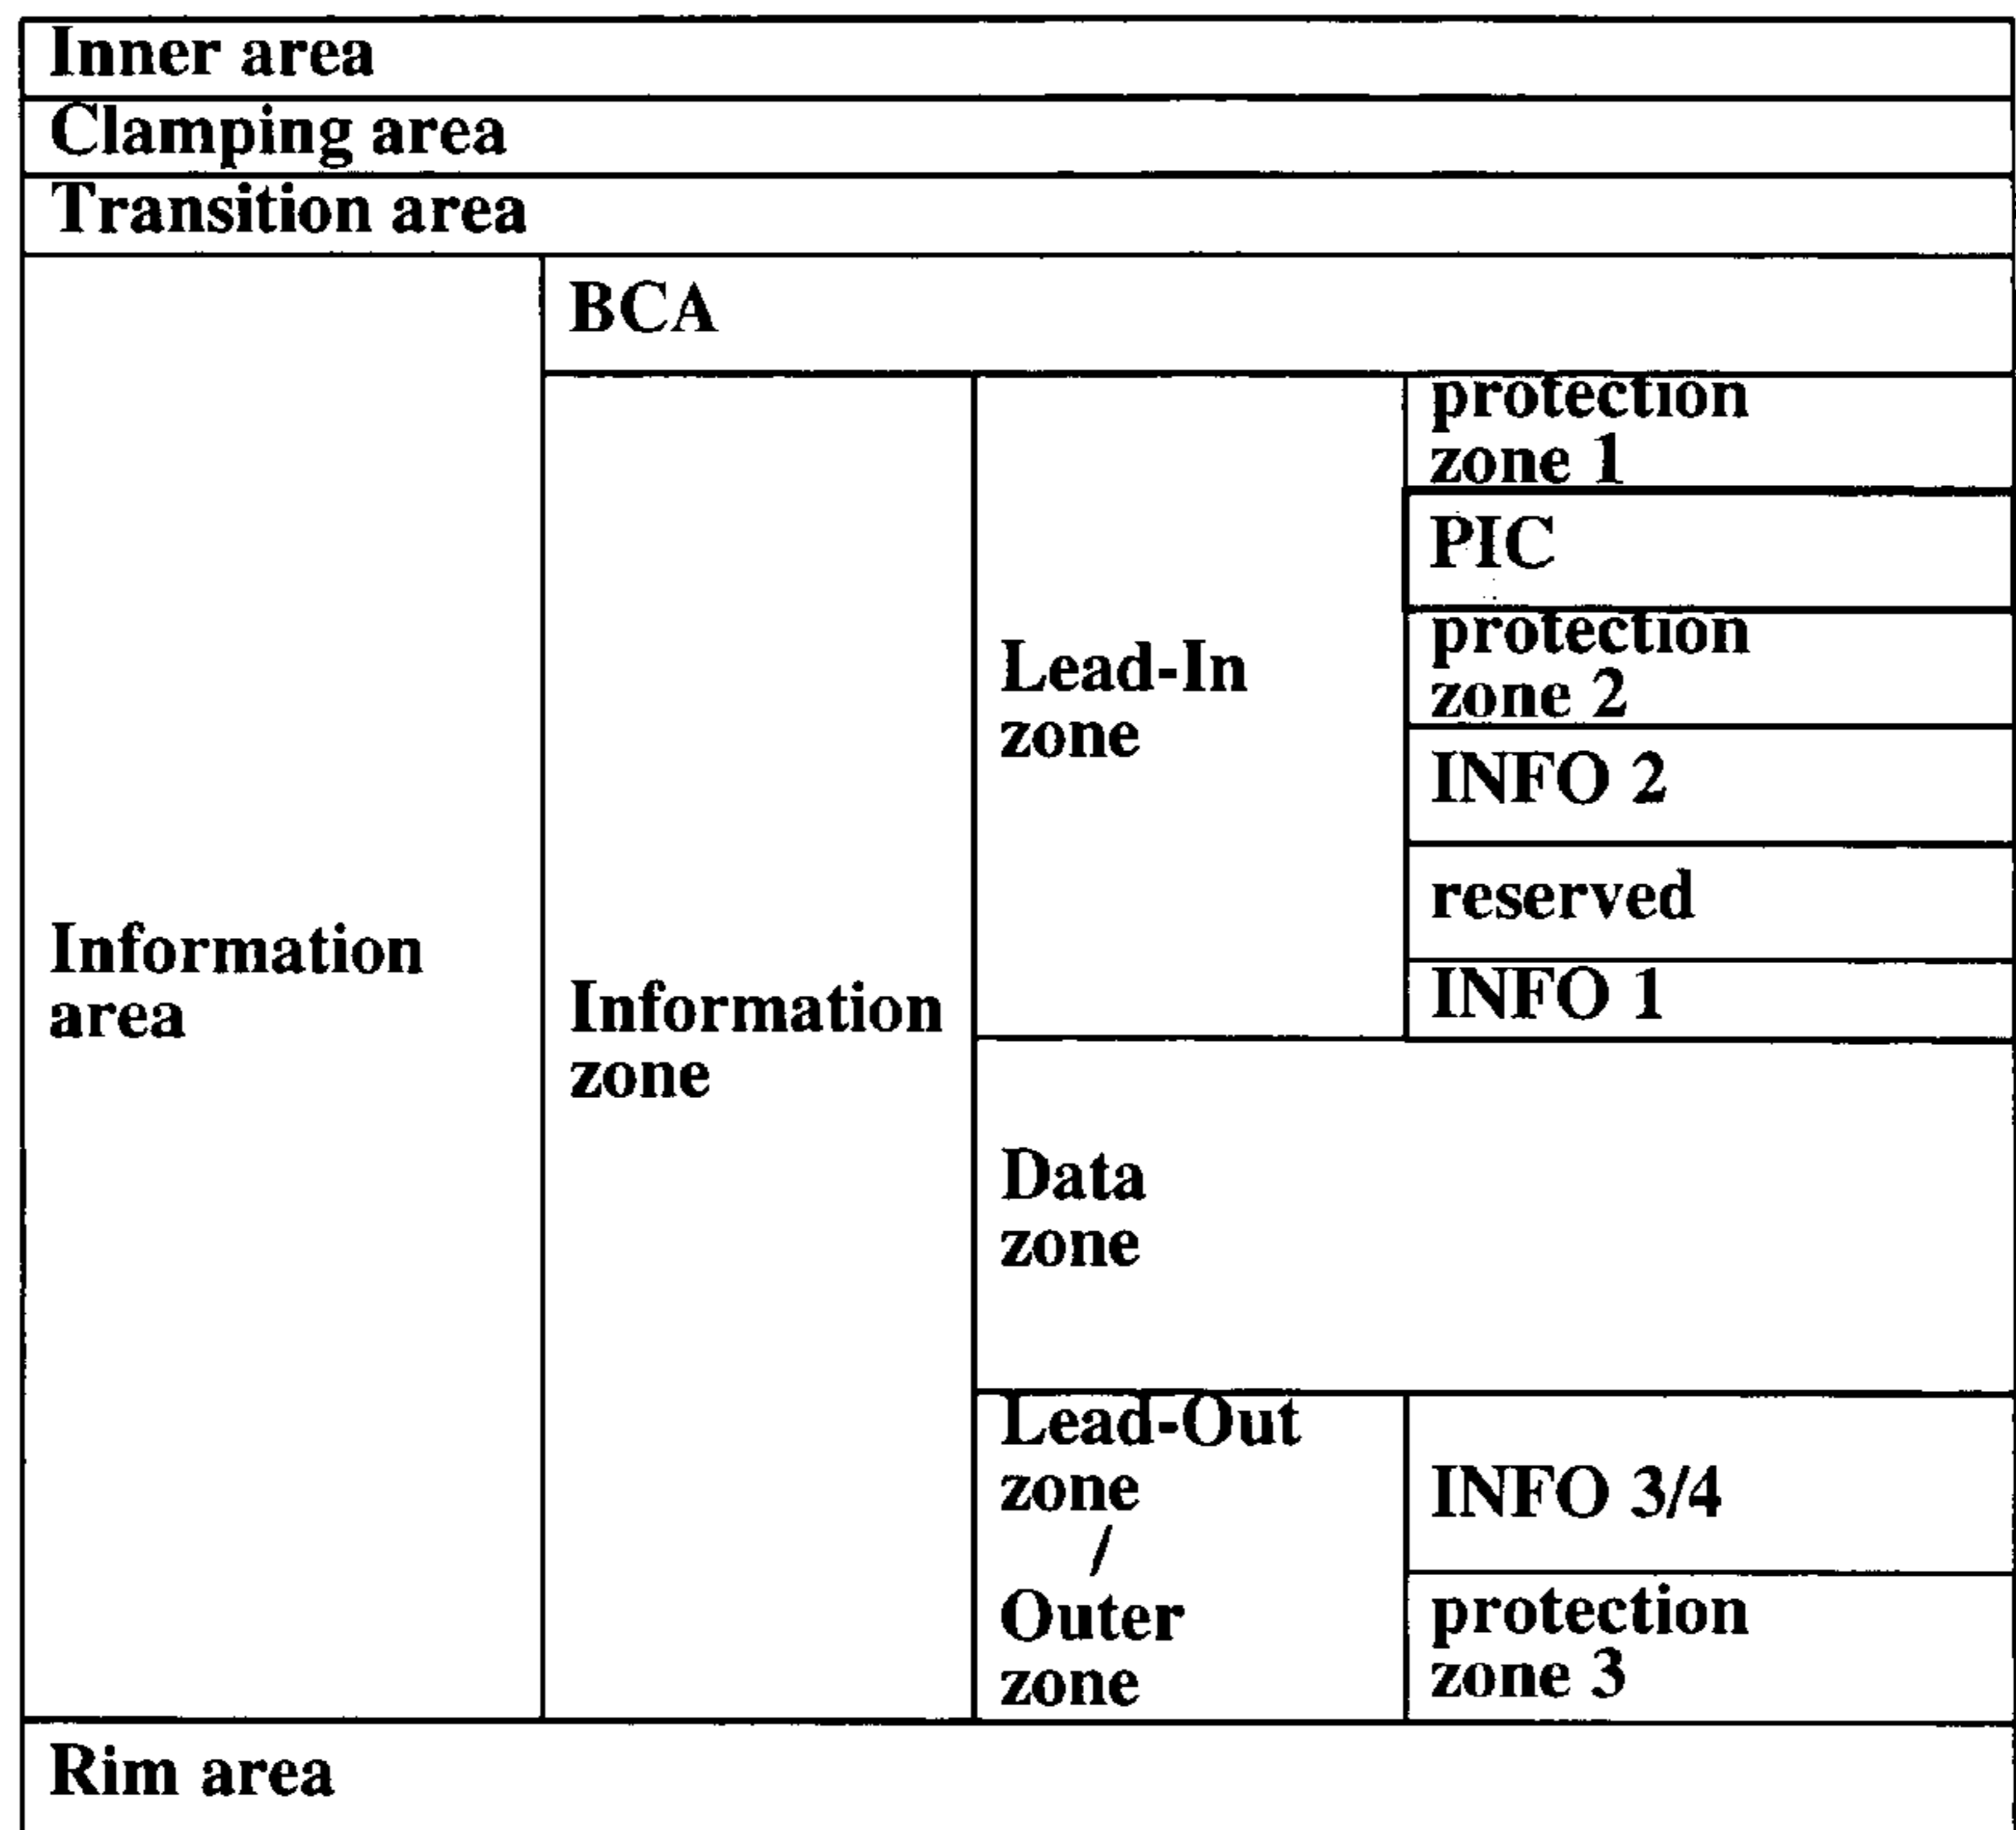 Inner area
Clamping area
Transition area
Information
area
BCA
Information
zone
Lead-In
zone
protection
zone 1
PIC
protection
zone 2
INFO 2
reserved
INFO 1
Data
zone
Lead-Out
zone
/
Outer
zone
INFO 3/4
protection
zone 3
Rim area